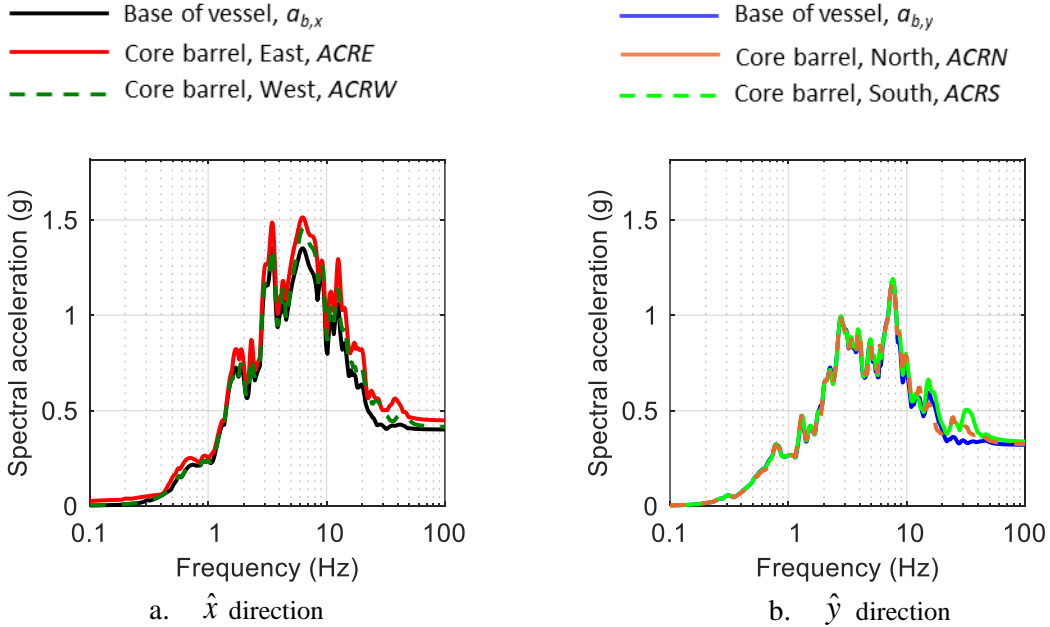 Base of vessel, a_b,x
Core barrel, East, ACRE
Core barrel, West, ACRW
Base of vessel, a_b,y
Core barrel, North, ACRN
Core barrel, South, ACRS
Spectral acceleration (g)
1.5
1
0.5
0
0.1 1 10 100
Frequency (Hz)
a. x̂ direction
Spectral acceleration (g)
1.5
1
0.5
0
0.1 1 10 100
Frequency (Hz)
b. ŷ direction